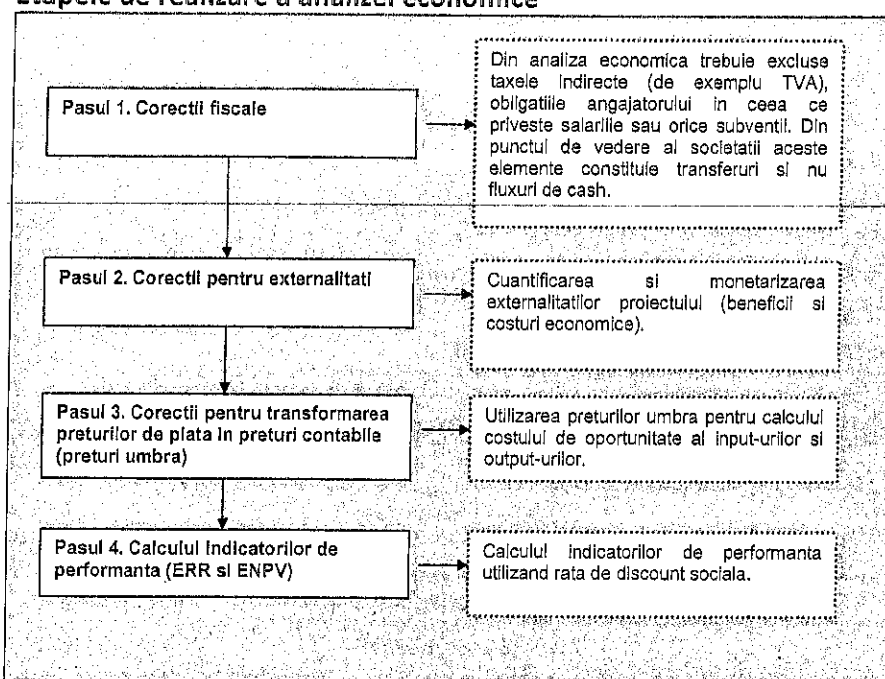 Etapele de realizare a analizei economice
Pasul 1. Corectii fiscale
Din analiza economica trebuie excluse
taxele indirecte (de exemplu TVA),
obligatiile angajatorului in ceea ce
priveste salariile sau orice subventii. Din
punctul de vedere al societatii aceste
elemente constituie transferuri si nu
fluxuri de cash.
Pasul 2. Corectii pentru externalitati
Cuantificarea si monetarizarea
externalitatilor proiectului (beneficii si
costuri economice).
Pasul 3. Corectii pentru transformarea
preturilor de plata in preturi contabile
(preturi umbra)
Utilizarea preturilor umbra pentru calculul
costului de oportunitate al input-urilor si
output-urilor.
Pasul 4. Calculul indicatorilor de
performanta (ERR si ENPV)
Calculul indicatorilor de performanta
utilizand rata de discount sociala.